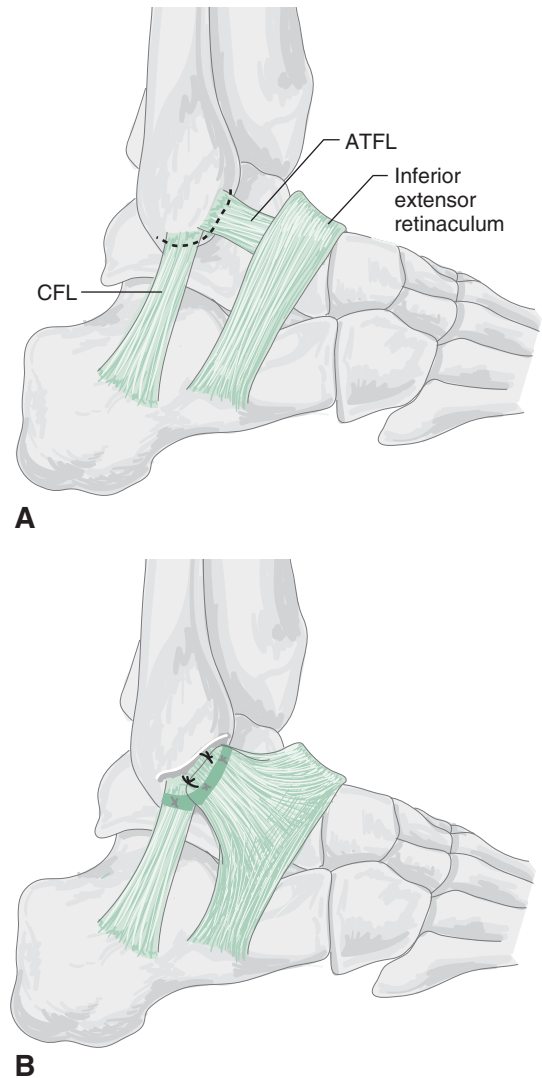 ATFL
Inferior
extensor
retinaculum
CFL
A
B